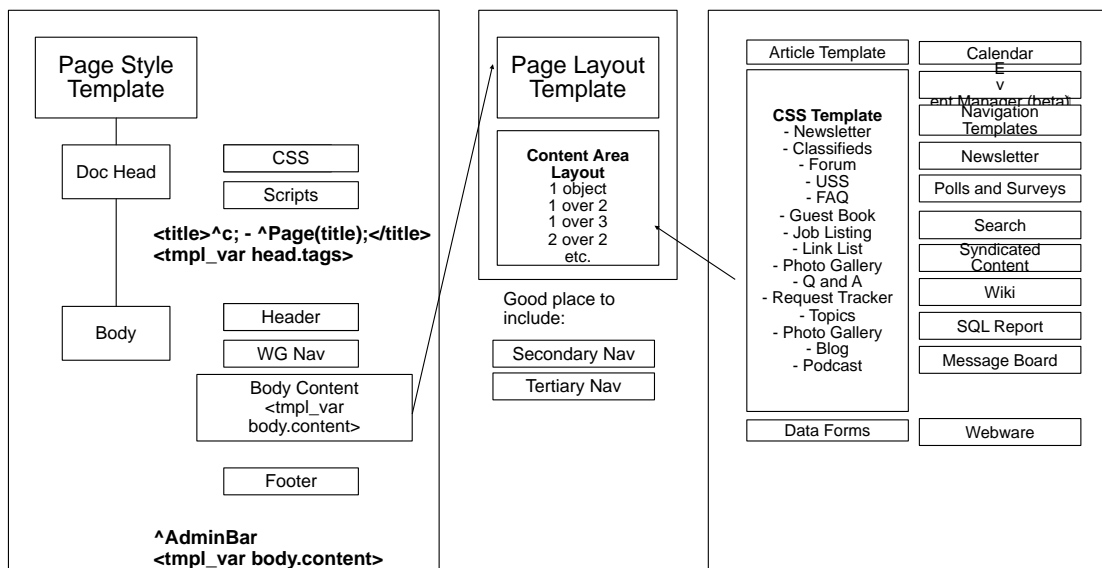 Page Style
Template
Doc Head
CSS
Scripts
<title>^c; - ^Page(title);</title>
<tmpl_var head.tags>
Body
Header
WG Nav
Body Content
<tmpl_var
body.content>
Footer
^AdminBar
<tmpl_var body.content>
Page Layout
Template
Content Area
Layout
1 object
1 over 2
1 over 3
2 over 2
etc.
Good place to
include:
Secondary Nav
Tertiary Nav
Article Template
CSS Template
- Newsletter
- Classifieds
- Forum
- USS
- FAQ
- Guest Book
- Job Listing
- Link List
- Photo Gallery
- Q and A
- Request Tracker
- Topics
- Photo Gallery
- Blog
- Podcast
Data Forms
Calendar
E
v
ent Manager (beta)
Navigation
Templates
Newsletter
Polls and Surveys
Search
Syndicated
Content
Wiki
SQL Report
Message Board
Webware